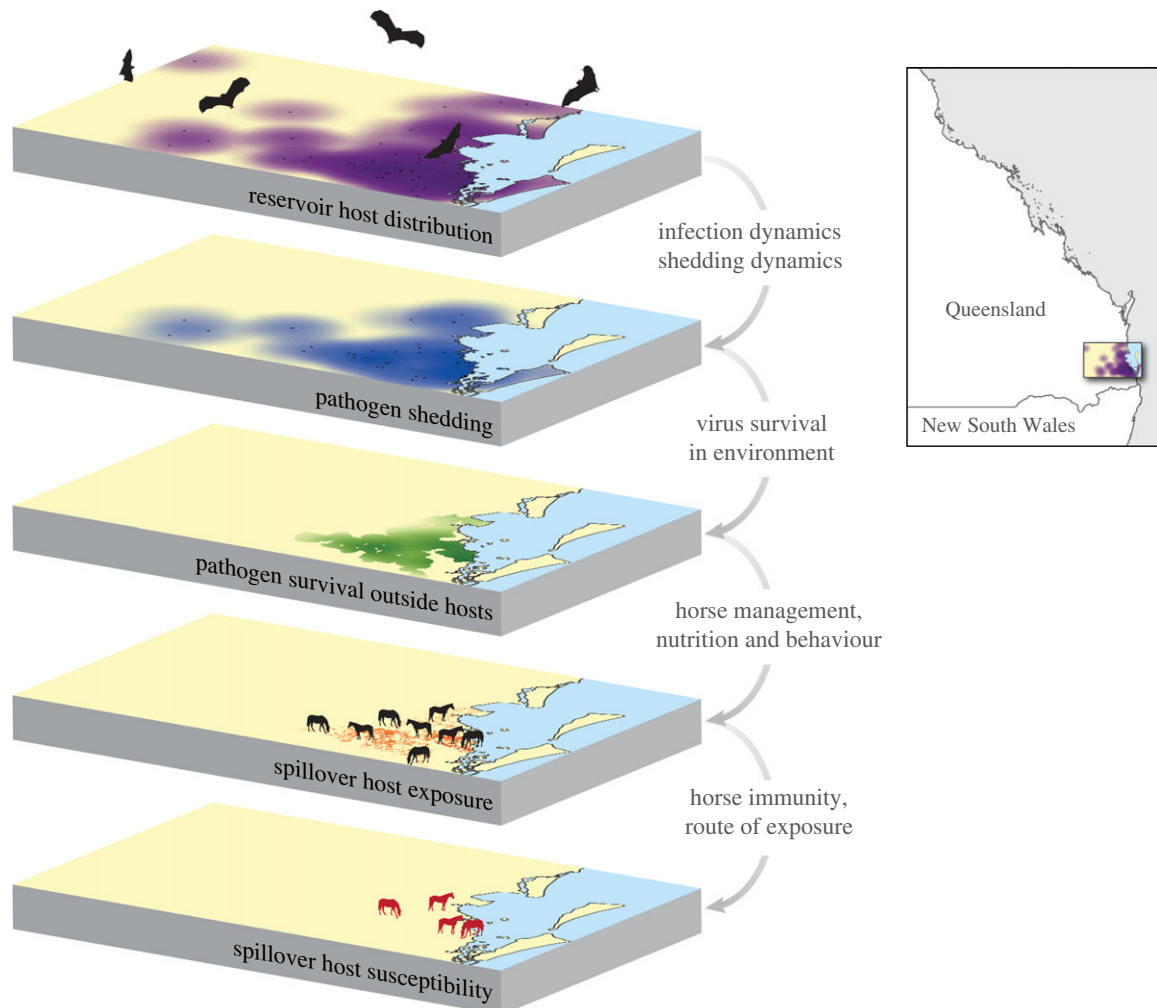 reservoir host distribution
infection dynamics
shedding dynamics
pathogen shedding
virus survival
in environment
pathogen survival outside hosts
horse management,
nutrition and behaviour
spillover host exposure
horse immunity,
route of exposure
spillover host susceptibility
Queensland
New South Wales